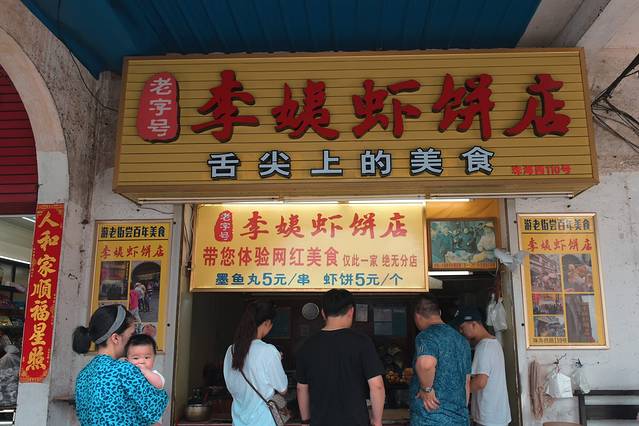 老字号
李姨虾饼店
舌尖上的美食
珠海西110号
老字号
李姨虾饼店
带您体验网红美食 仅此一家 绝无分店
墨鱼丸5元/串 虾饼5元/个
人和家顺福星照
游老街尝百年美食
李姨虾饼店
游老街尝百年美食
李姨虾饼店